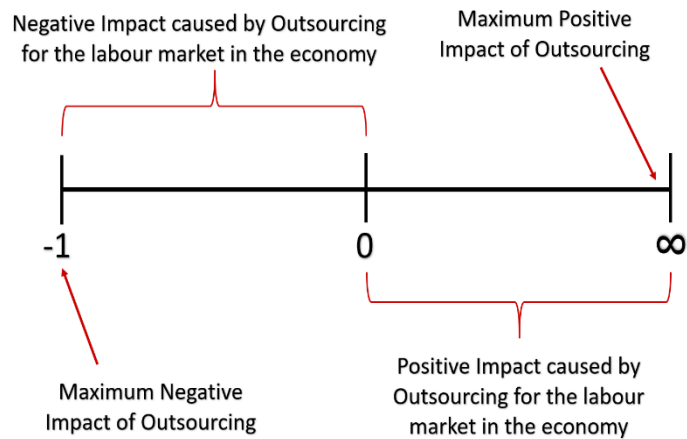 Negative Impact caused by Outsourcing
for the labour market in the economy
Maximum Positive
Impact of Outsourcing
-1
0
∞
Maximum Negative
Impact of Outsourcing
Positive Impact caused by
Outsourcing for the labour
market in the economy